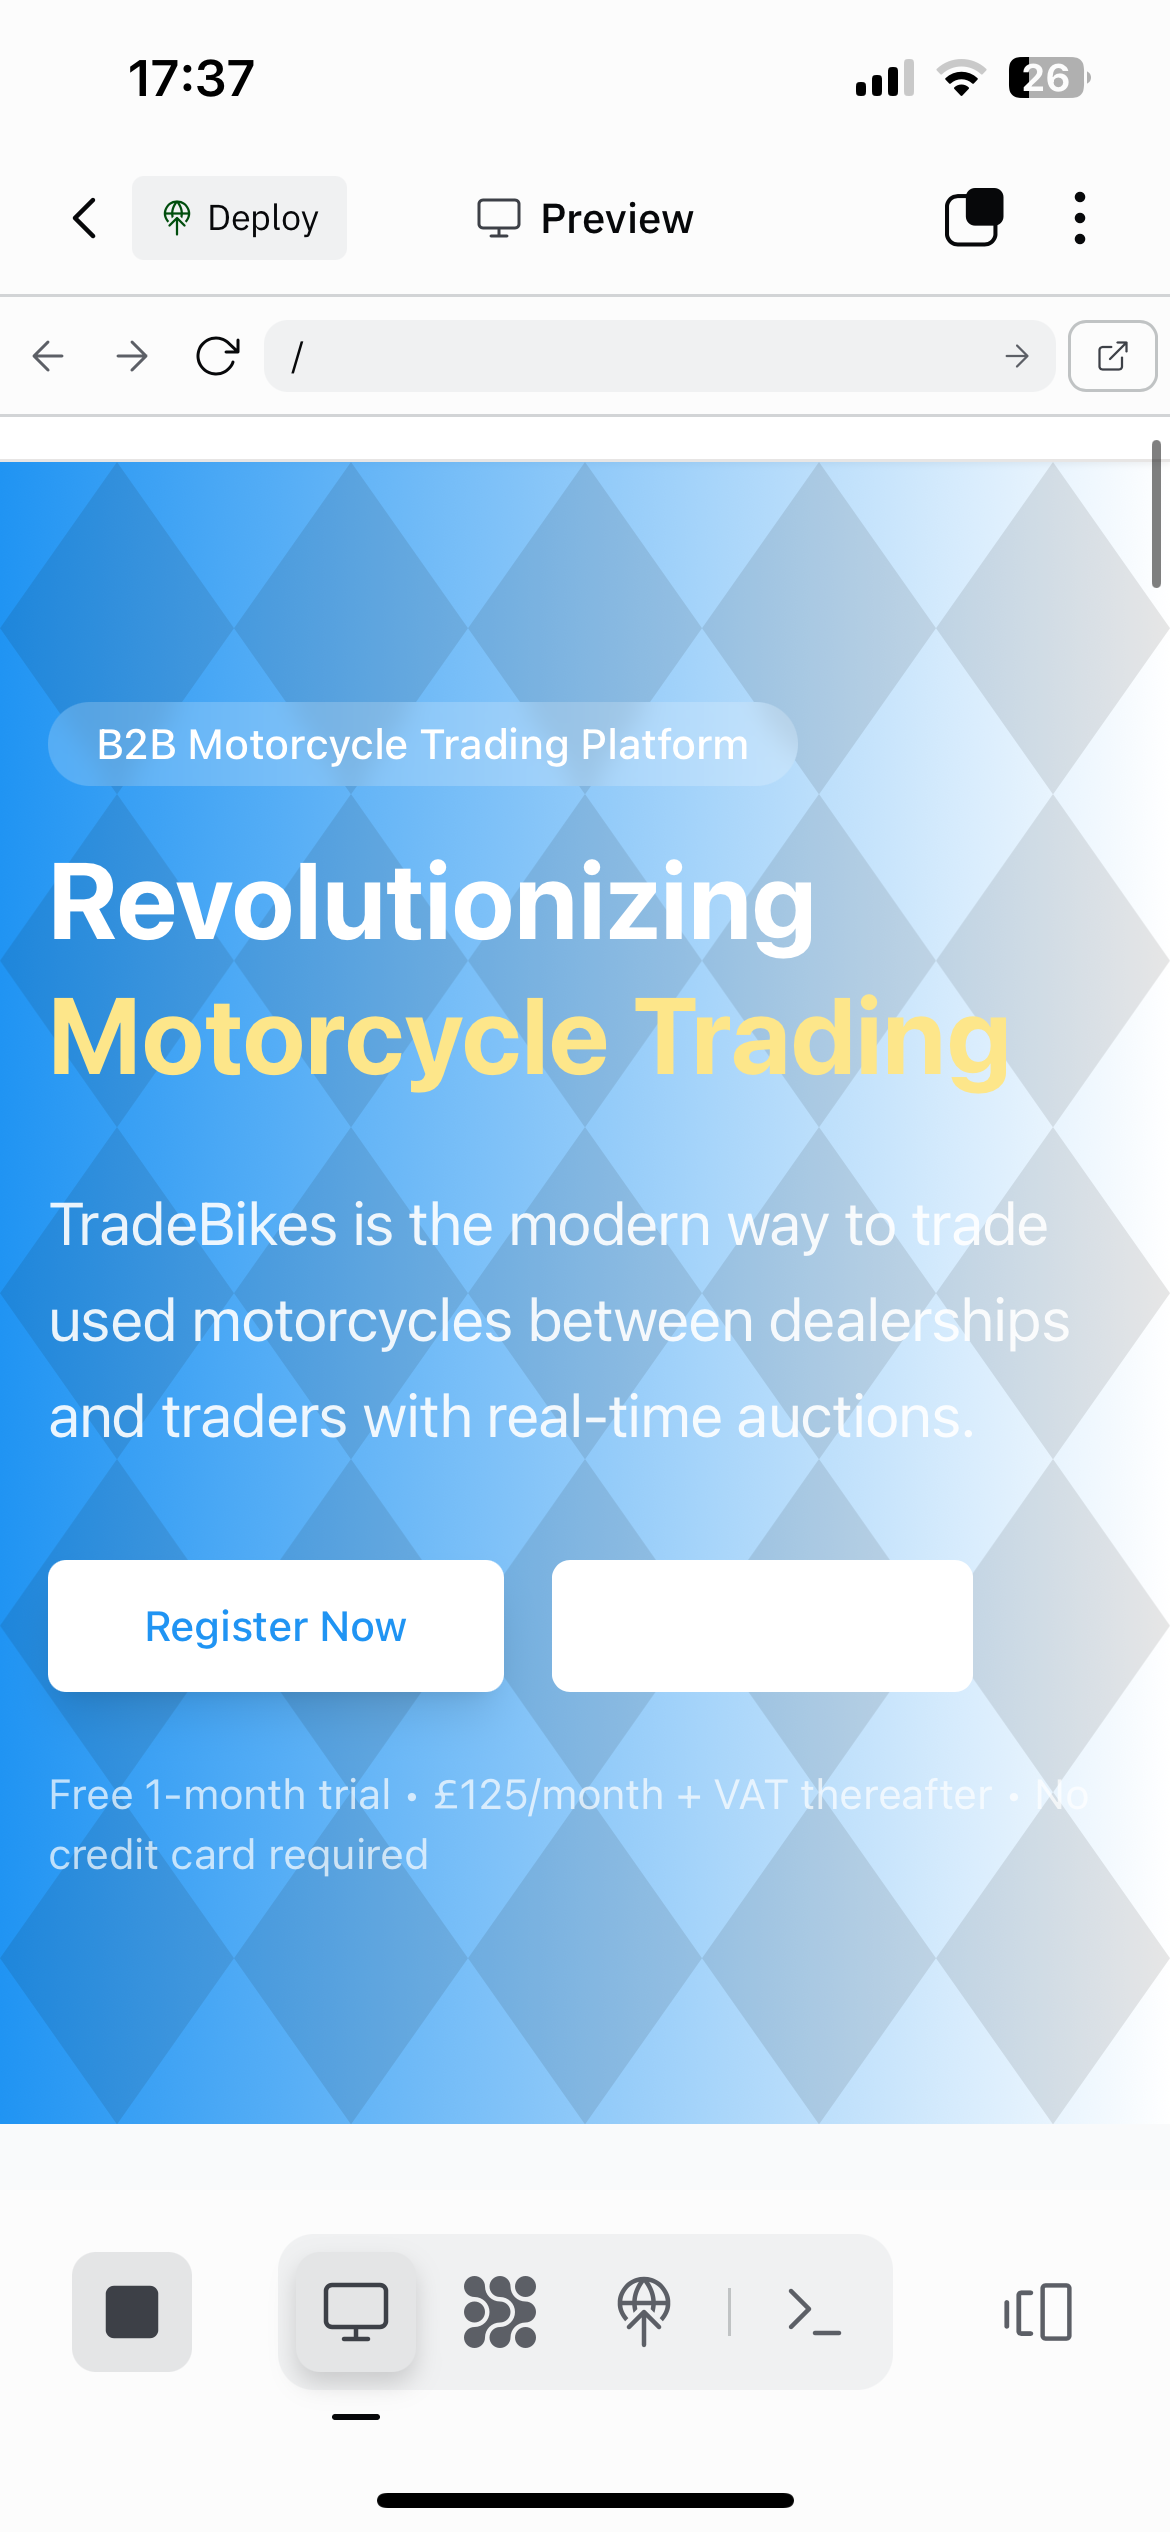 17:37
26
Deploy
Preview
/
B2B Motorcycle Trading Platform
Revolutionizing
Motorcycle Trading
TradeBikes is the modern way to trade
used motorcycles between dealerships
and traders with real-time auctions.
Register Now
Free 1-month trial • £125/month + VAT thereafter • No
credit card required